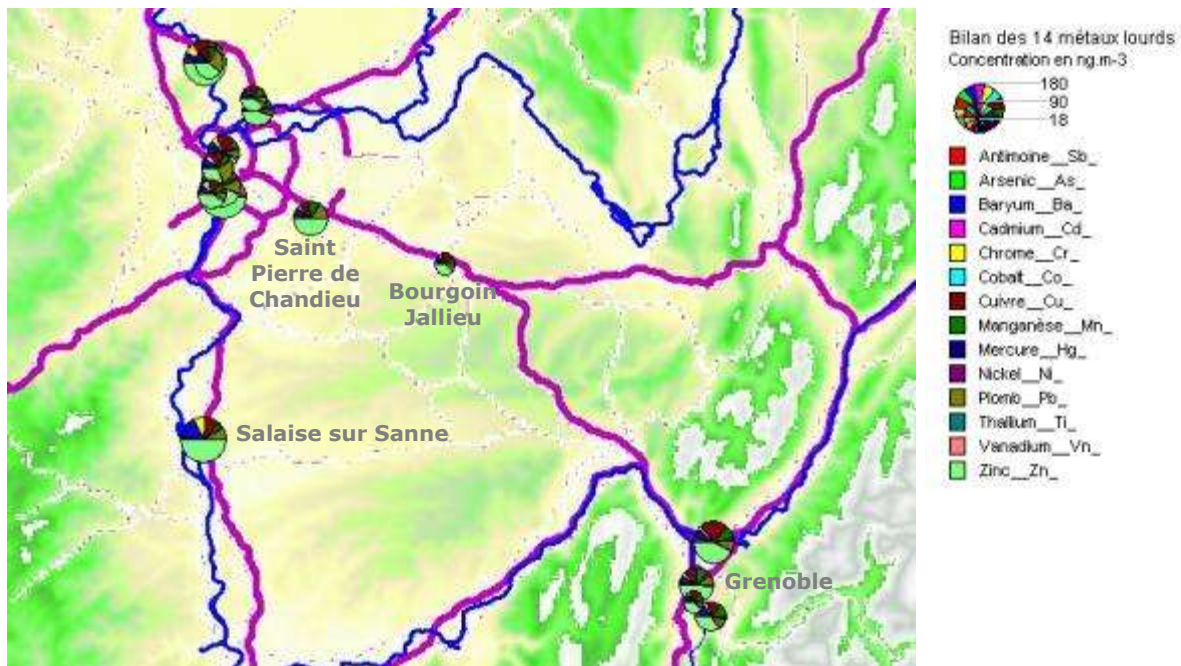 Bilan des 14 métaux lourds
Concentration en ng.m-3
180
90
18
Antimoine__Sb_
Arsenic__As_
Baryum__Ba_
Cadmium__Cd_
Chrome__Cr_
Cobalt__Co_
Cuivre__Cu_
Manganèse__Mn_
Mercure__Hg_
Nickel__Ni_
Plomb__Pb_
Thallium__Ti_
Vanadium__Vn_
Zinc__Zn_
Saint
Pierre de
Chandieu
Bourgoin
Jallieu
Salaise sur Sanne
Grenoble